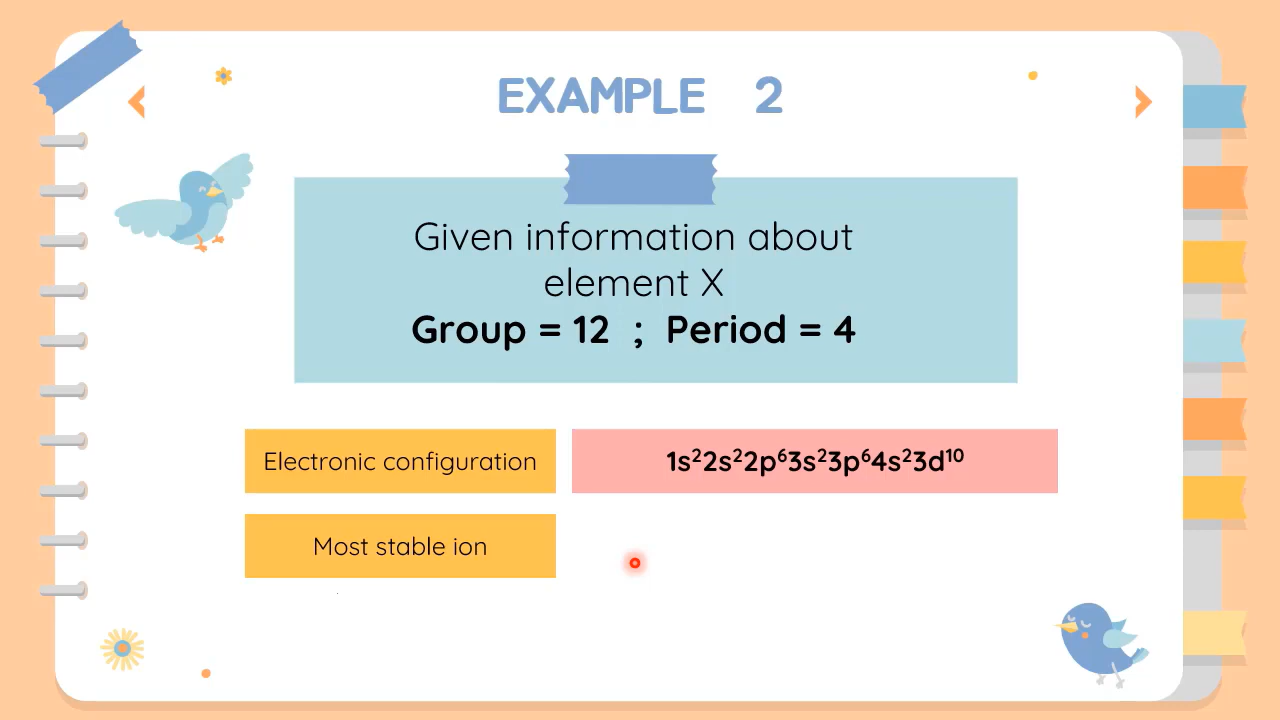 EXAMPLE 2
Given information about
element X
Group = 12 ; Period = 4
Electronic configuration
1s²2s²2p⁶3s²3p⁶4s²3d¹⁰
Most stable ion